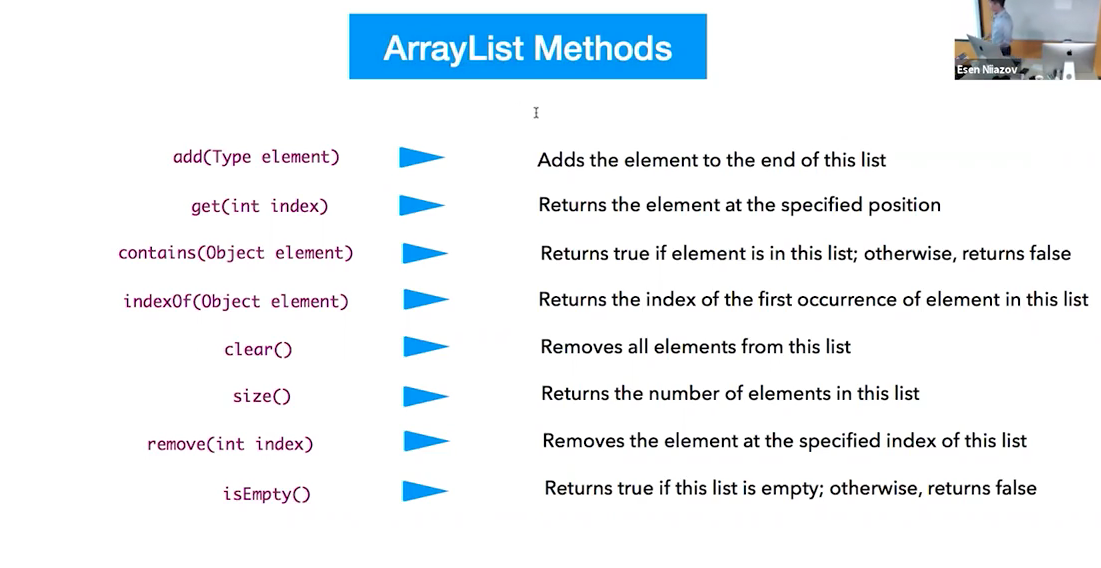 ArrayList Methods
Esen Niiazov
add(Type element) Adds the element to the end of this list
get(int index) Returns the element at the specified position
contains(Object element) Returns true if element is in this list; otherwise, returns false
indexOf(Object element) Returns the index of the first occurrence of element in this list
clear() Removes all elements from this list
size() Returns the number of elements in this list
remove(int index) Removes the element at the specified index of this list
isEmpty() Returns true if this list is empty; otherwise, returns false